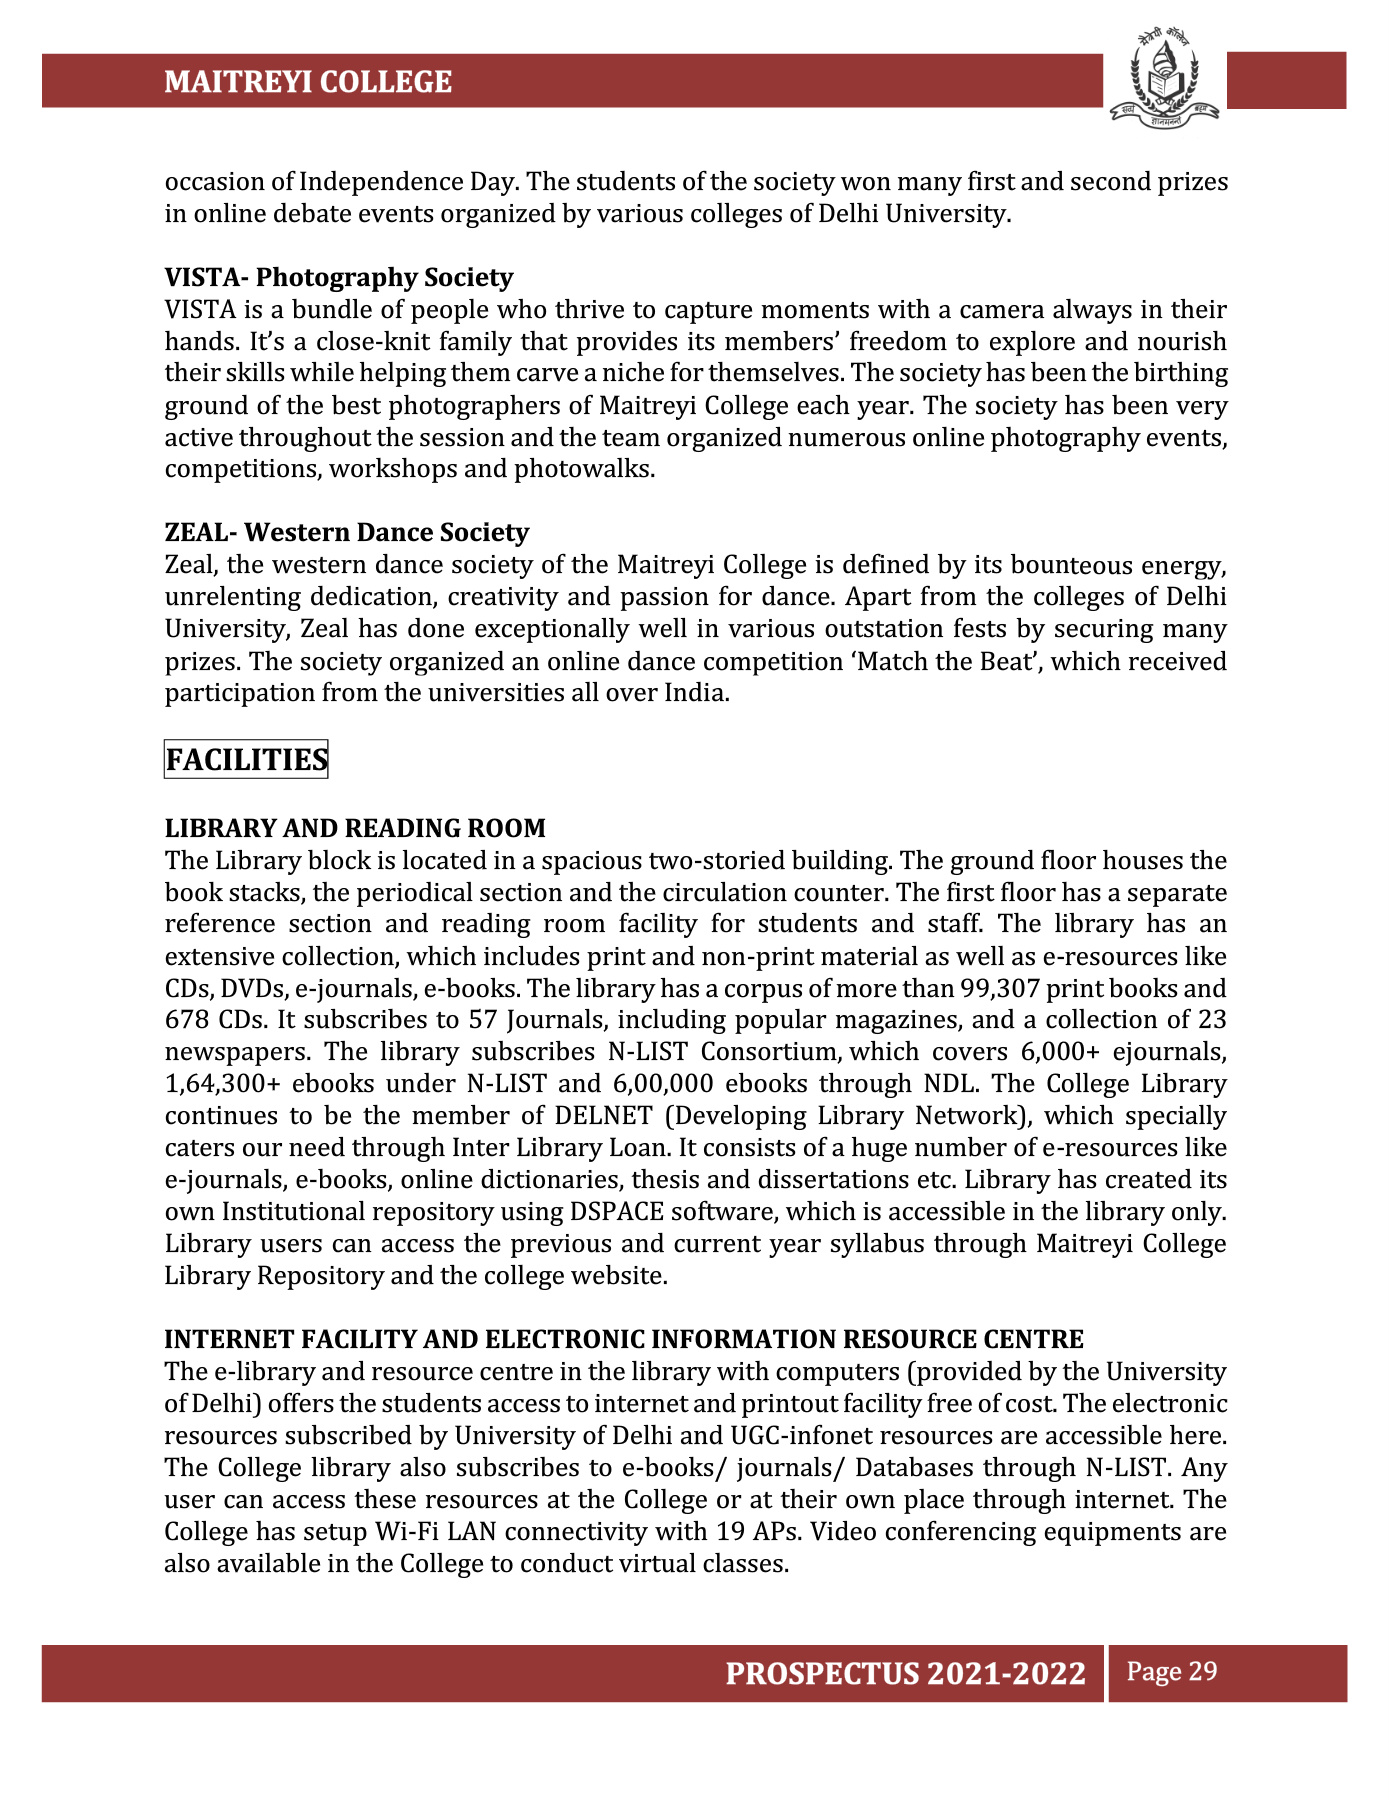 MAITREYI COLLEGE
मैत्रेयी कॉलेज
ज्ञानमनन्तं
occasion of Independence Day. The students of the society won many first and second prizes
in online debate events organized by various colleges of Delhi University.
VISTA- Photography Society
VISTA is a bundle of people who thrive to capture moments with a camera always in their
hands. It’s a close-knit family that provides its members’ freedom to explore and nourish
their skills while helping them carve a niche for themselves. The society has been the birthing
ground of the best photographers of Maitreyi College each year. The society has been very
active throughout the session and the team organized numerous online photography events,
competitions, workshops and photowalks.
ZEAL- Western Dance Society
Zeal, the western dance society of the Maitreyi College is defined by its bounteous energy,
unrelenting dedication, creativity and passion for dance. Apart from the colleges of Delhi
University, Zeal has done exceptionally well in various outstation fests by securing many
prizes. The society organized an online dance competition ‘Match the Beat’, which received
participation from the universities all over India.
FACILITIES
LIBRARY AND READING ROOM
The Library block is located in a spacious two-storied building. The ground floor houses the
book stacks, the periodical section and the circulation counter. The first floor has a separate
reference section and reading room facility for students and staff. The library has an
extensive collection, which includes print and non-print material as well as e-resources like
CDs, DVDs, e-journals, e-books. The library has a corpus of more than 99,307 print books and
678 CDs. It subscribes to 57 Journals, including popular magazines, and a collection of 23
newspapers. The library subscribes N-LIST Consortium, which covers 6,000+ ejournals,
1,64,300+ ebooks under N-LIST and 6,00,000 ebooks through NDL. The College Library
continues to be the member of DELNET (Developing Library Network), which specially
caters our need through Inter Library Loan. It consists of a huge number of e-resources like
e-journals, e-books, online dictionaries, thesis and dissertations etc. Library has created its
own Institutional repository using DSPACE software, which is accessible in the library only.
Library users can access the previous and current year syllabus through Maitreyi College
Library Repository and the college website.
INTERNET FACILITY AND ELECTRONIC INFORMATION RESOURCE CENTRE
The e-library and resource centre in the library with computers (provided by the University
of Delhi) offers the students access to internet and printout facility free of cost. The electronic
resources subscribed by University of Delhi and UGC-infonet resources are accessible here.
The College library also subscribes to e-books/ journals/ Databases through N-LIST. Any
user can access these resources at the College or at their own place through internet. The
College has setup Wi-Fi LAN connectivity with 19 APs. Video conferencing equipments are
also available in the College to conduct virtual classes.
PROSPECTUS 2021-2022
Page 29